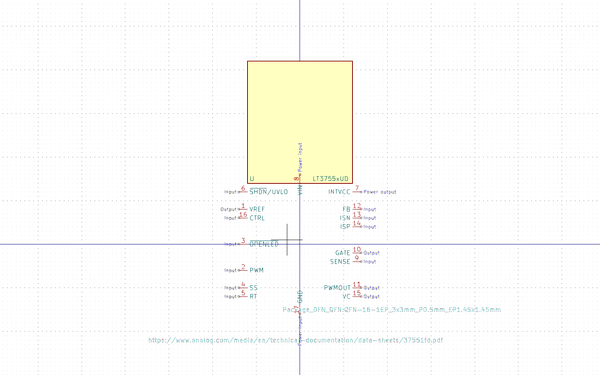 Power input
8
VIN
U LT3755xUD
Input 6 SHDN/UVLO INTVCC 7 Power output
Output 1 VREF FB 12 Input
Input 16 CTRL ISN 13 Input
ISP 14 Input
Input 3 OPENLED
GATE 10 Output
SENSE 9 Input
Input 2 PWM
Input 4 SS PWMOUT 11 Output
Input 5 RT VC 15 Output
GND
Package_DFN_QFN:QFN-16-1EP_3x3mm_P0.5mm_EP1.45x1.45mm
17
Power input
https://www.analog.com/media/en/technical-documentation/data-sheets/37551fd.pdf